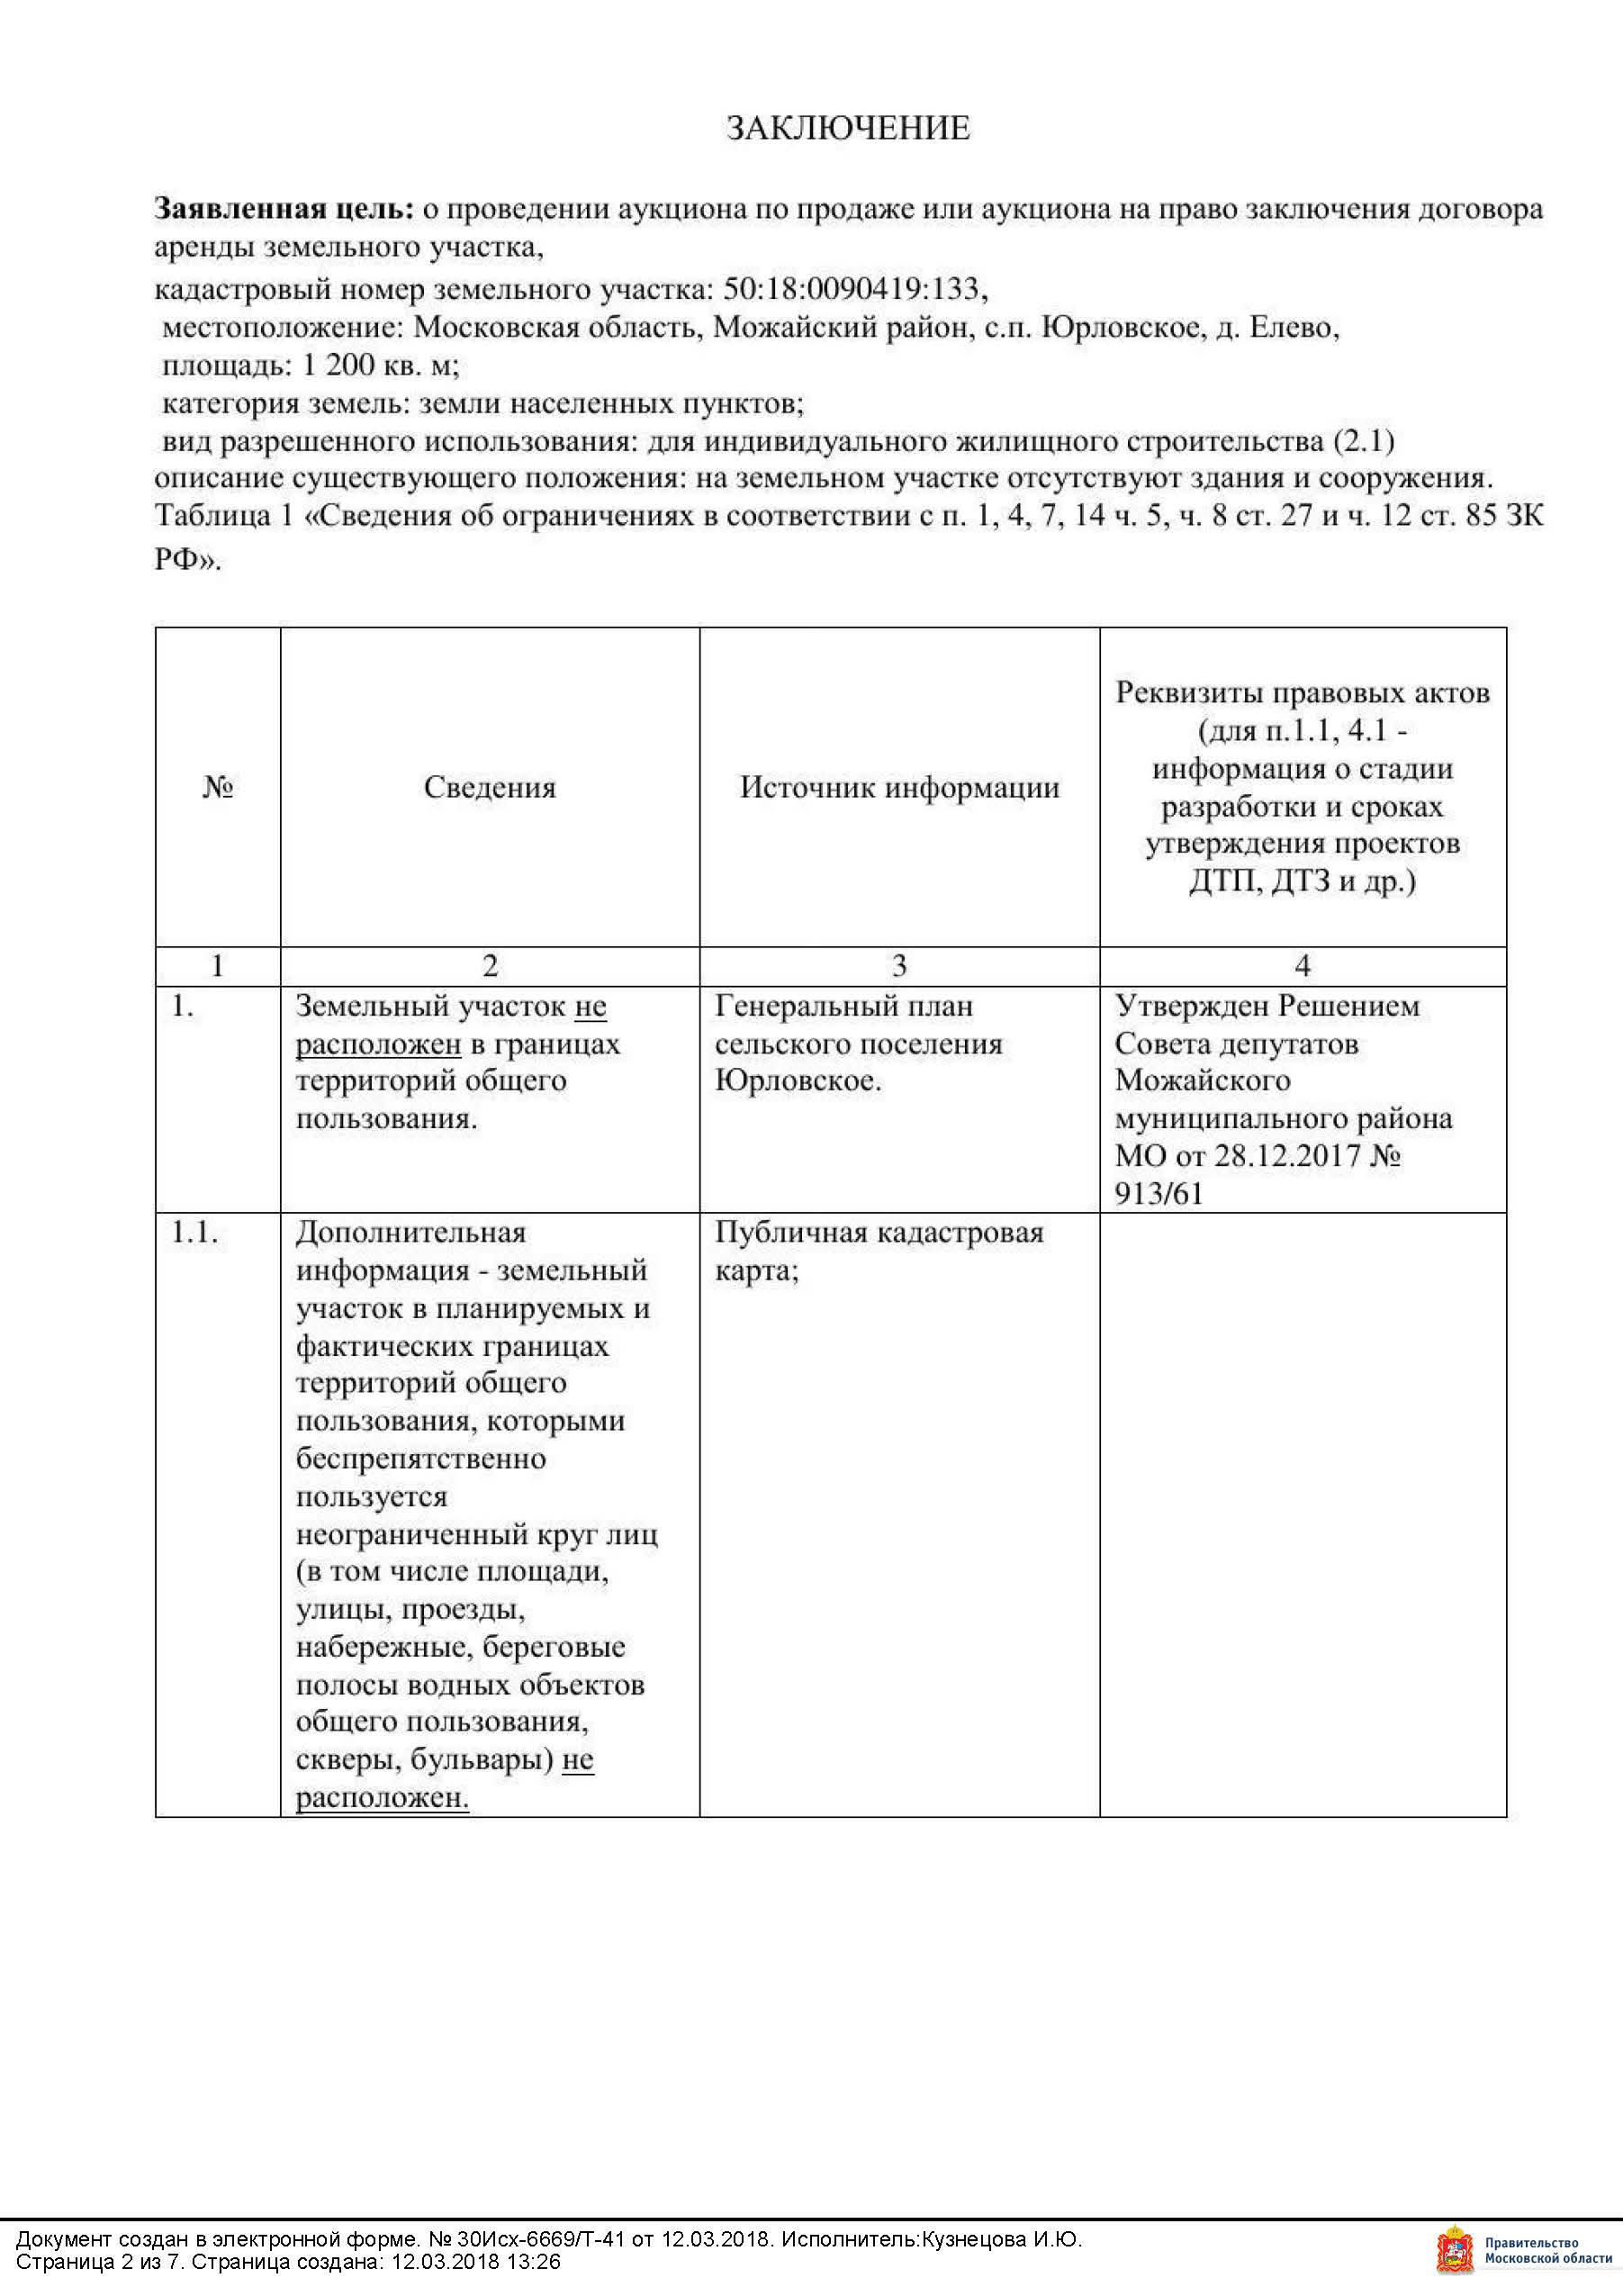 ЗАКЛЮЧЕНИЕ
Заявленная цель: о проведении аукциона по продаже или аукциона на право заключения договора
аренды земельного участка,
кадастровый номер земельного участка: 50:18:0090419:133,
местоположение: Московская область, Можайский район, с.п. Юрловское, д. Елево,
площадь: 1 200 кв. м;
категория земель: земли населенных пунктов;
вид разрешенного использования: для индивидуального жилищного строительства (2.1)
описание существующего положения: на земельном участке отсутствуют здания и сооружения.
Таблица 1 «Сведения об ограничениях в соответствии с п. 1, 4, 7, 14 ч. 5, ч. 8 ст. 27 и ч. 12 ст. 85 ЗК
РФ».
№
Сведения
Источник информации
Реквизиты правовых актов
(для п.1.1, 4.1 -
информация о стадии
разработки и сроках
утверждения проектов
ДТП, ДТЗ и др.)
1
2
3
4
1.
Земельный участок не
расположен в границах
территорий общего
пользования.
Генеральный план
сельского поселения
Юрловское.
Утвержден Решением
Совета депутатов
Можайского
муниципального района
МО от 28.12.2017 №
913/61
1.1.
Дополнительная
информация - земельный
участок в планируемых и
фактических границах
территорий общего
пользования, которыми
беспрепятственно
пользуется
неограниченный круг лиц
(в том числе площади,
улицы, проезды,
набережные, береговые
полосы водных объектов
общего пользования,
скверы, бульвары) не
расположен.
Публичная кадастровая
карта;
Документ создан в электронной форме. № 30Исх-6669/Т-41 от 12.03.2018. Исполнитель:Кузнецова И.Ю.
Страница 2 из 7. Страница создана: 12.03.2018 13:26
Правительство
Московской области